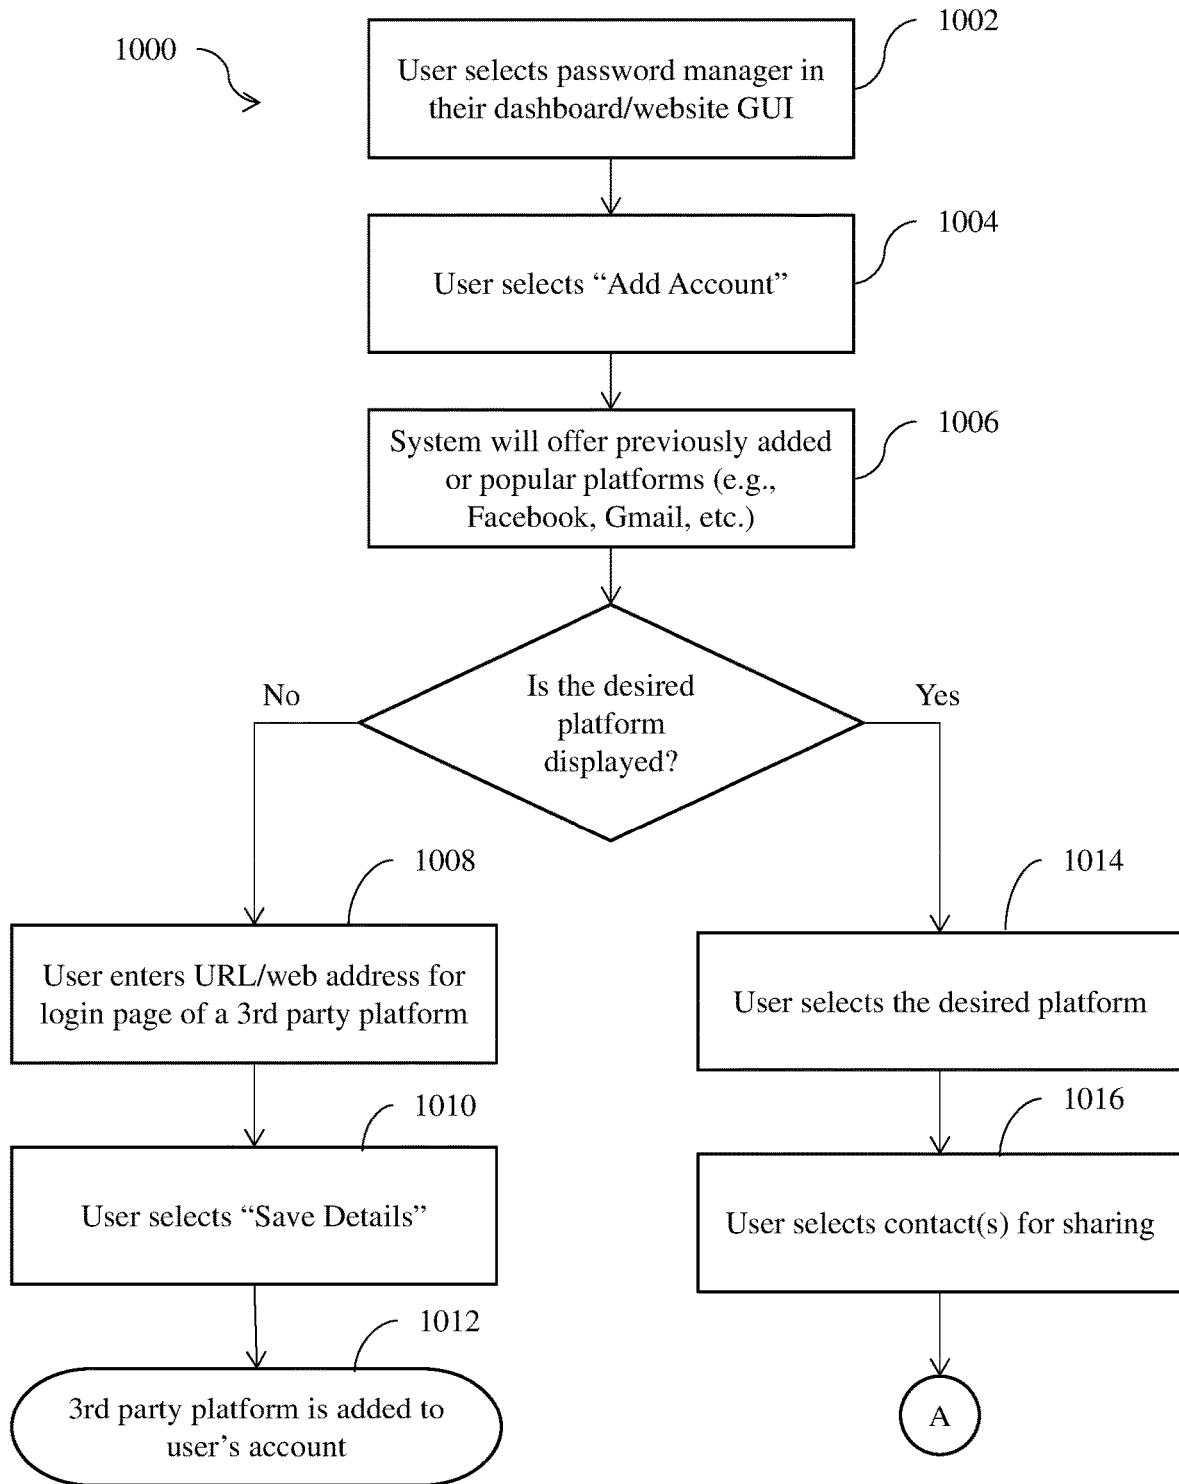 1000
1002
User selects password manager in
their dashboard/website GUI
1004
User selects “Add Account”
1006
System will offer previously added
or popular platforms (e.g.,
Facebook, Gmail, etc.)
No
Is the desired
platform
displayed?
Yes
1008
User enters URL/web address for
login page of a 3rd party platform
1010
User selects “Save Details”
1012
3rd party platform is added to
user’s account
1014
User selects the desired platform
1016
User selects contact(s) for sharing
A